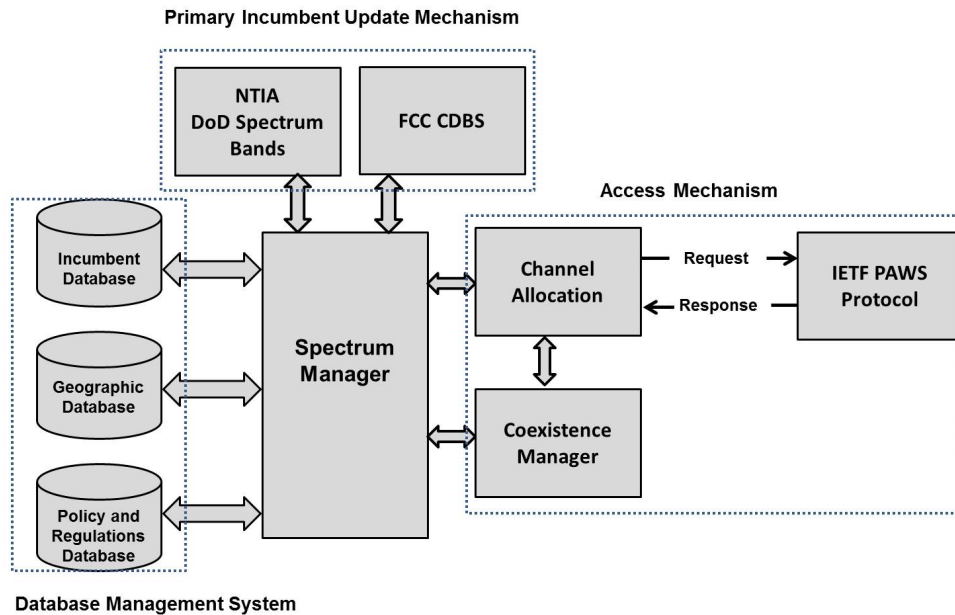 Primary Incumbent Update Mechanism
NTIA
DoD Spectrum
Bands
FCC CDBS
Access Mechanism
Incumbent
Database
Channel
Allocation
Request
Response
IETF PAWS
Protocol
Spectrum
Manager
Geographic
Database
Coexistence
Manager
Policy and
Regulations
Database
Database Management System